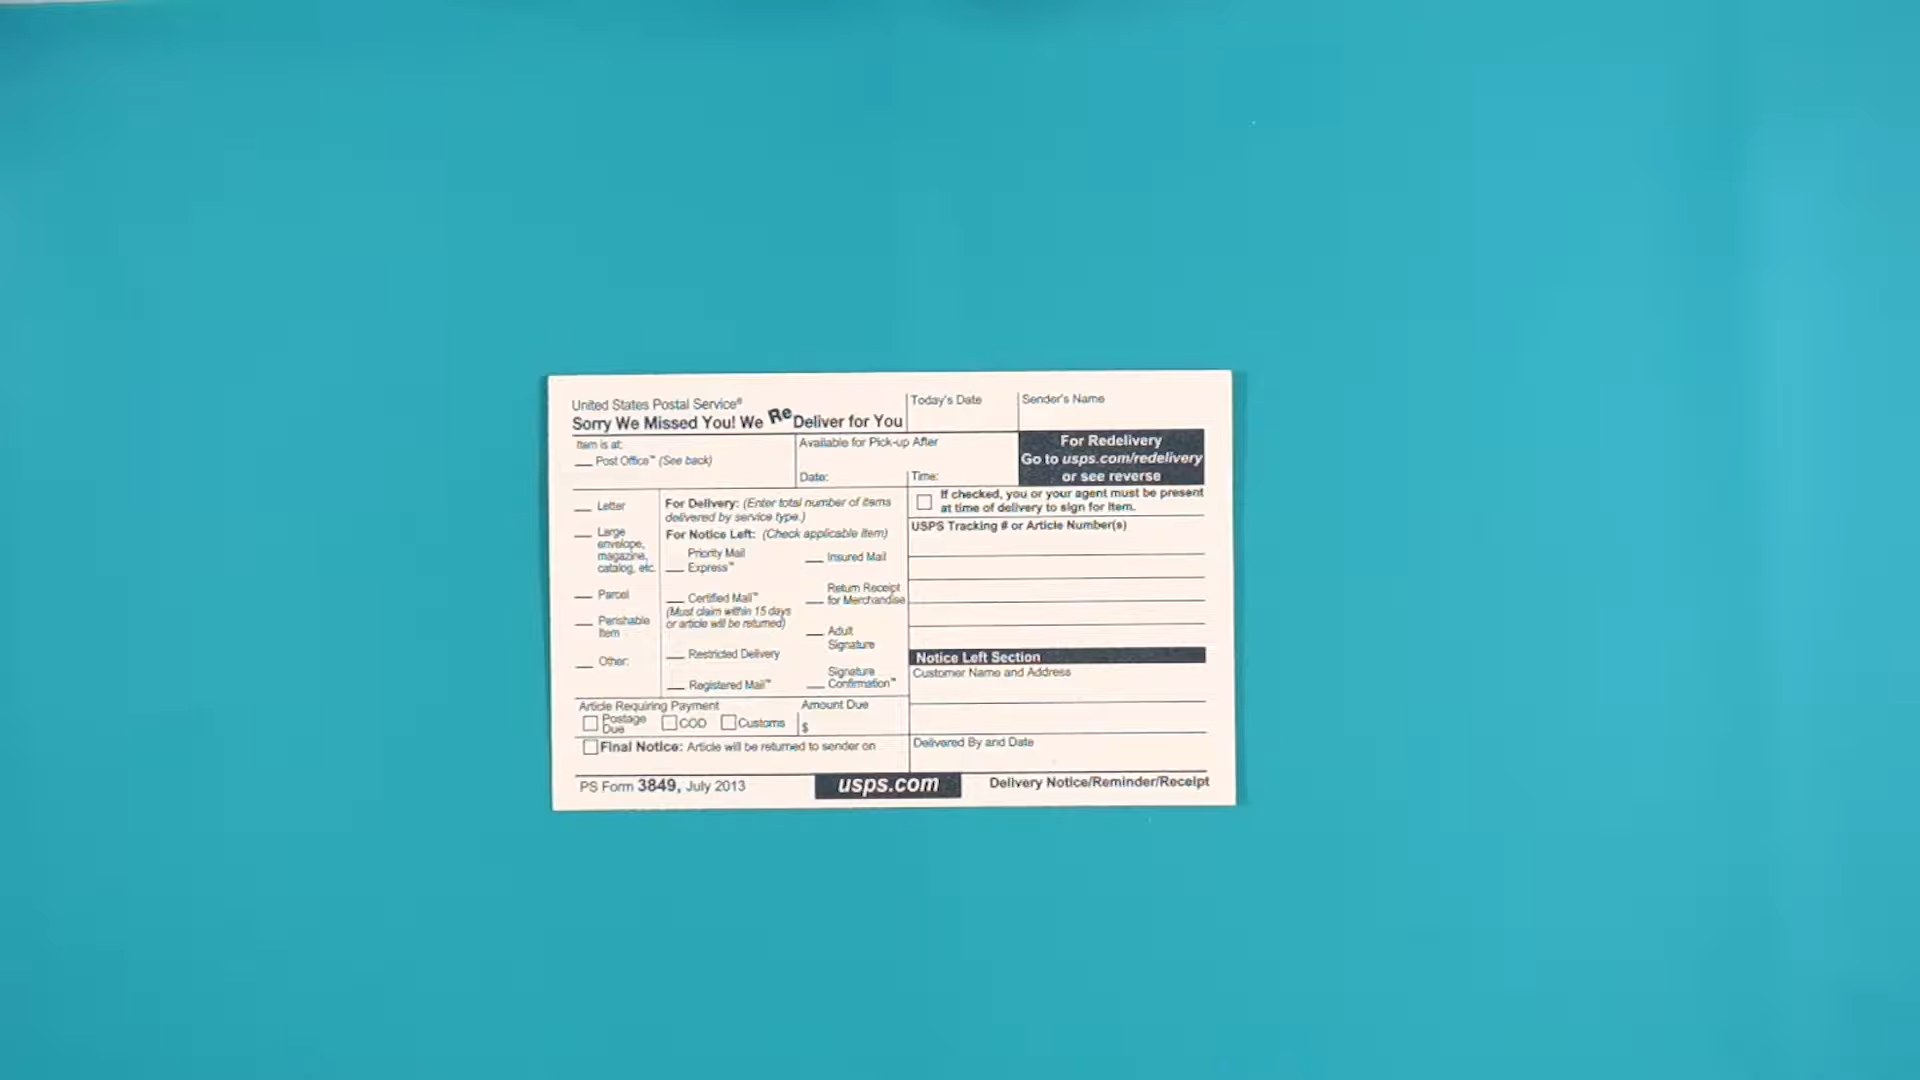 United States Postal Service®
Sorry We Missed You! We ReDeliver for You
Today's Date
Sender's Name
Item is at:
Post Office™ (See back)
Available for Pick-up After
Date:
Time:
For Redelivery
Go to usps.com/redelivery
or see reverse
Letter
Large
envelope,
magazine,
catalog, etc.
Parcel
Perishable
Item
Other:
For Delivery: (Enter total number of items
delivered by service type.)
For Notice Left: (Check applicable item)
Priority Mail
Express™
Certified Mail™
(Must claim within 15 days
or article will be returned)
Restricted Delivery
Registered Mail™
Insured Mail
Return Receipt
for Merchandise
Adult
Signature
Signature
Confirmation™
If checked, you or your agent must be present
at time of delivery to sign for item.
USPS Tracking # or Article Number(s)
Notice Left Section
Customer Name and Address
Article Requiring Payment
Postage
Due
COD
Customs
Amount Due
$
Final Notice: Article will be returned to sender on
Delivered By and Date
PS Form 3849, July 2013
usps.com
Delivery Notice/Reminder/Receipt